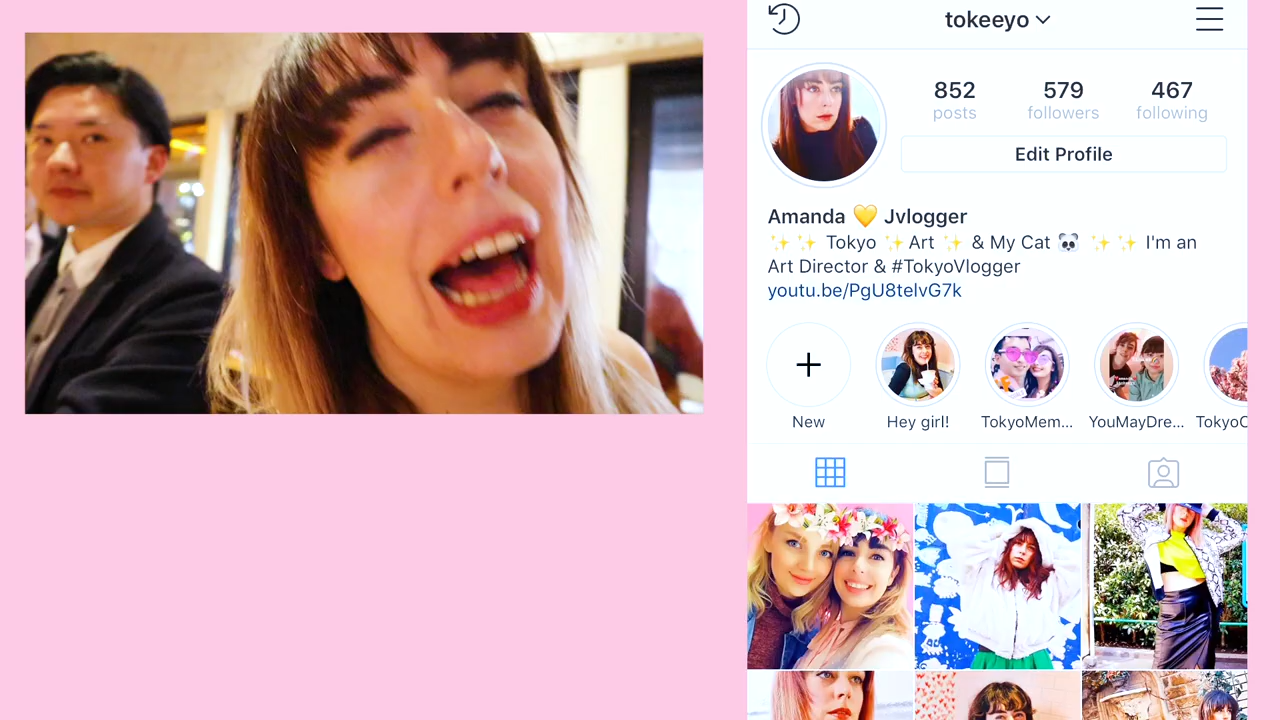 tokeeyo
852 579 467
posts followers following
Edit Profile
Amanda 💛 Jvlogger
✨✨ Tokyo ✨Art ✨ & My Cat 🐼 ✨✨ I'm an
Art Director & #TokyoVlogger
youtu.be/PgU8teIvG7k
New Hey girl! TokyoMem... YouMayDre... TokyoC